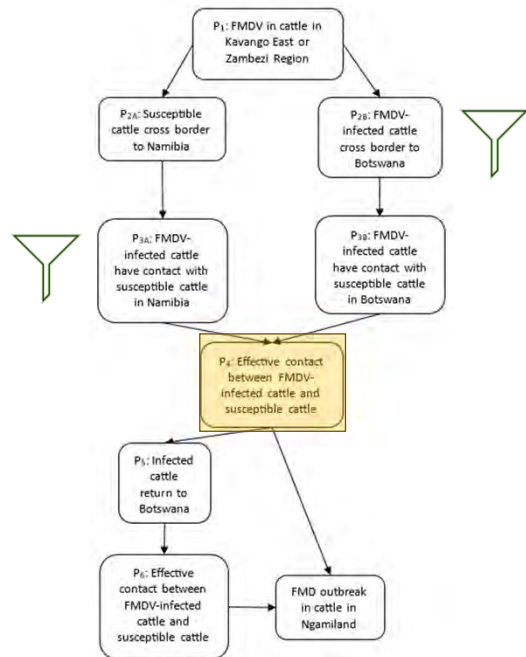 P₁: FMDV in cattle in
Kavango East or
Zambezi Region
P₂ₐ: Susceptible
cattle cross border
to Namibia
P₂B: FMDV-
infected cattle
cross border to
Botswana
P₃ₐ: FMDV-
infected cattle
have contact with
susceptible cattle
in Namibia
P₃B: FMDV-
infected cattle
have contact with
susceptible cattle
in Botswana
P₄: Effective contact
between FMDV-
infected cattle and
susceptible cattle
P₅: Infected
cattle
return to
Botswana
P₆: Effective
contact between
FMDV-infected
cattle and
susceptible cattle
FMD outbreak
in cattle in
Ngamiland